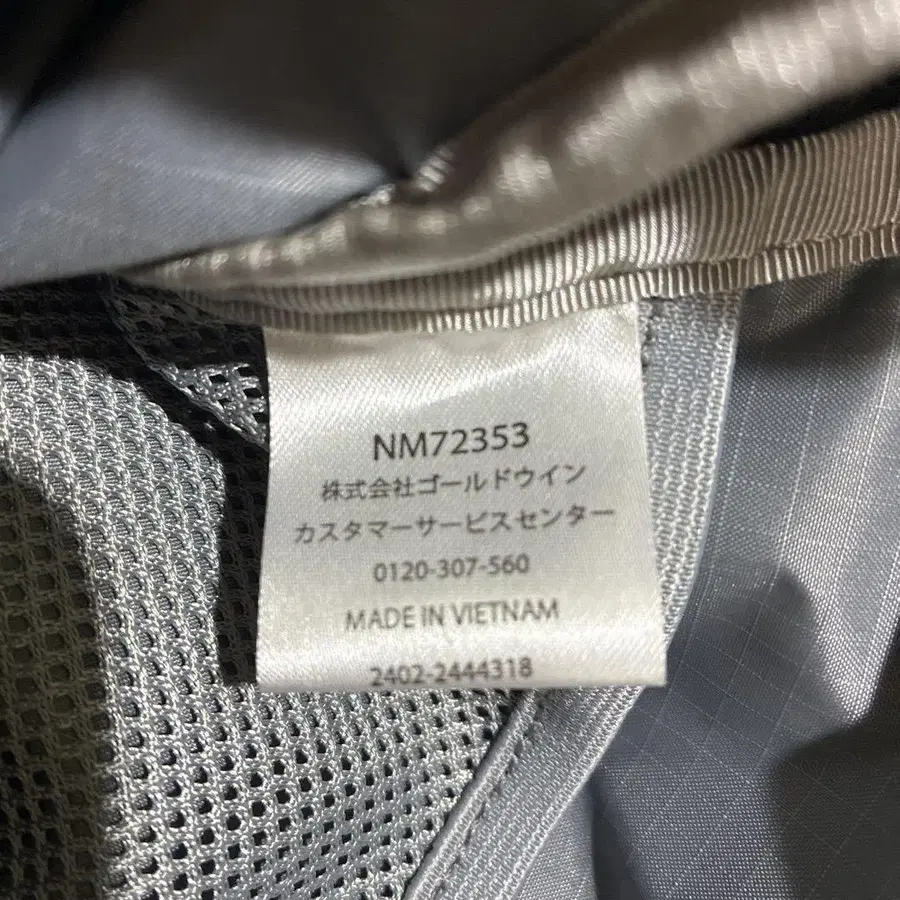 NM72353
株式会社ゴールドウイン
カスタマーサービスセンター
0120-307-560
MADE IN VIETNAM
2402-2444318